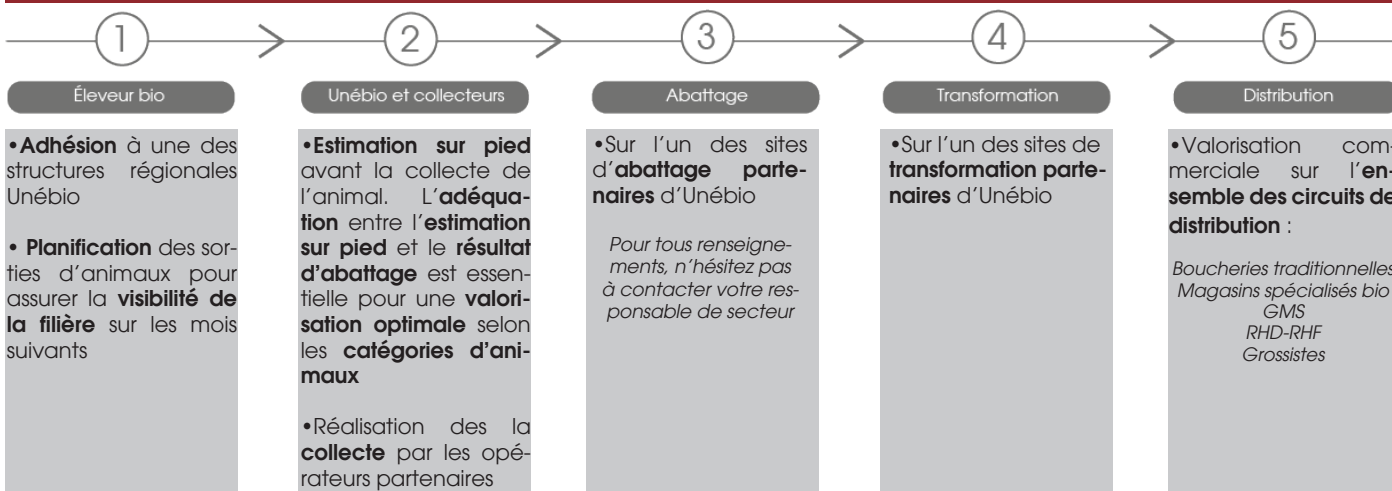 1
Éleveur bio
•Adhésion à une des
structures régionales
Unébio
• Planification des sor-
ties d'animaux pour
assurer la visibilité de
la filière sur les mois
suivants
2
Unébio et collecteurs
•Estimation sur pied
avant la collecte de
l'animal. L'adéqua-
tion entre l'estimation
sur pied et le résultat
d'abattage est essen-
tielle pour une valori-
sation optimale selon
les catégories d'ani-
maux
•Réalisation des la
collecte par les opé-
rateurs partenaires
3
Abattage
•Sur l'un des sites
d'abattage parte-
naires d'Unébio
Pour tous renseigne-
ments, n'hésitez pas
à contacter votre res-
ponsable de secteur
4
Transformation
•Sur l'un des sites de
transformation parte-
naires d'Unébio
5
Distribution
•Valorisation com-
merciale sur l'en-
semble des circuits de
distribution :
Boucheries traditionnelles
Magasins spécialisés bio
GMS
RHD-RHF
Grossistes